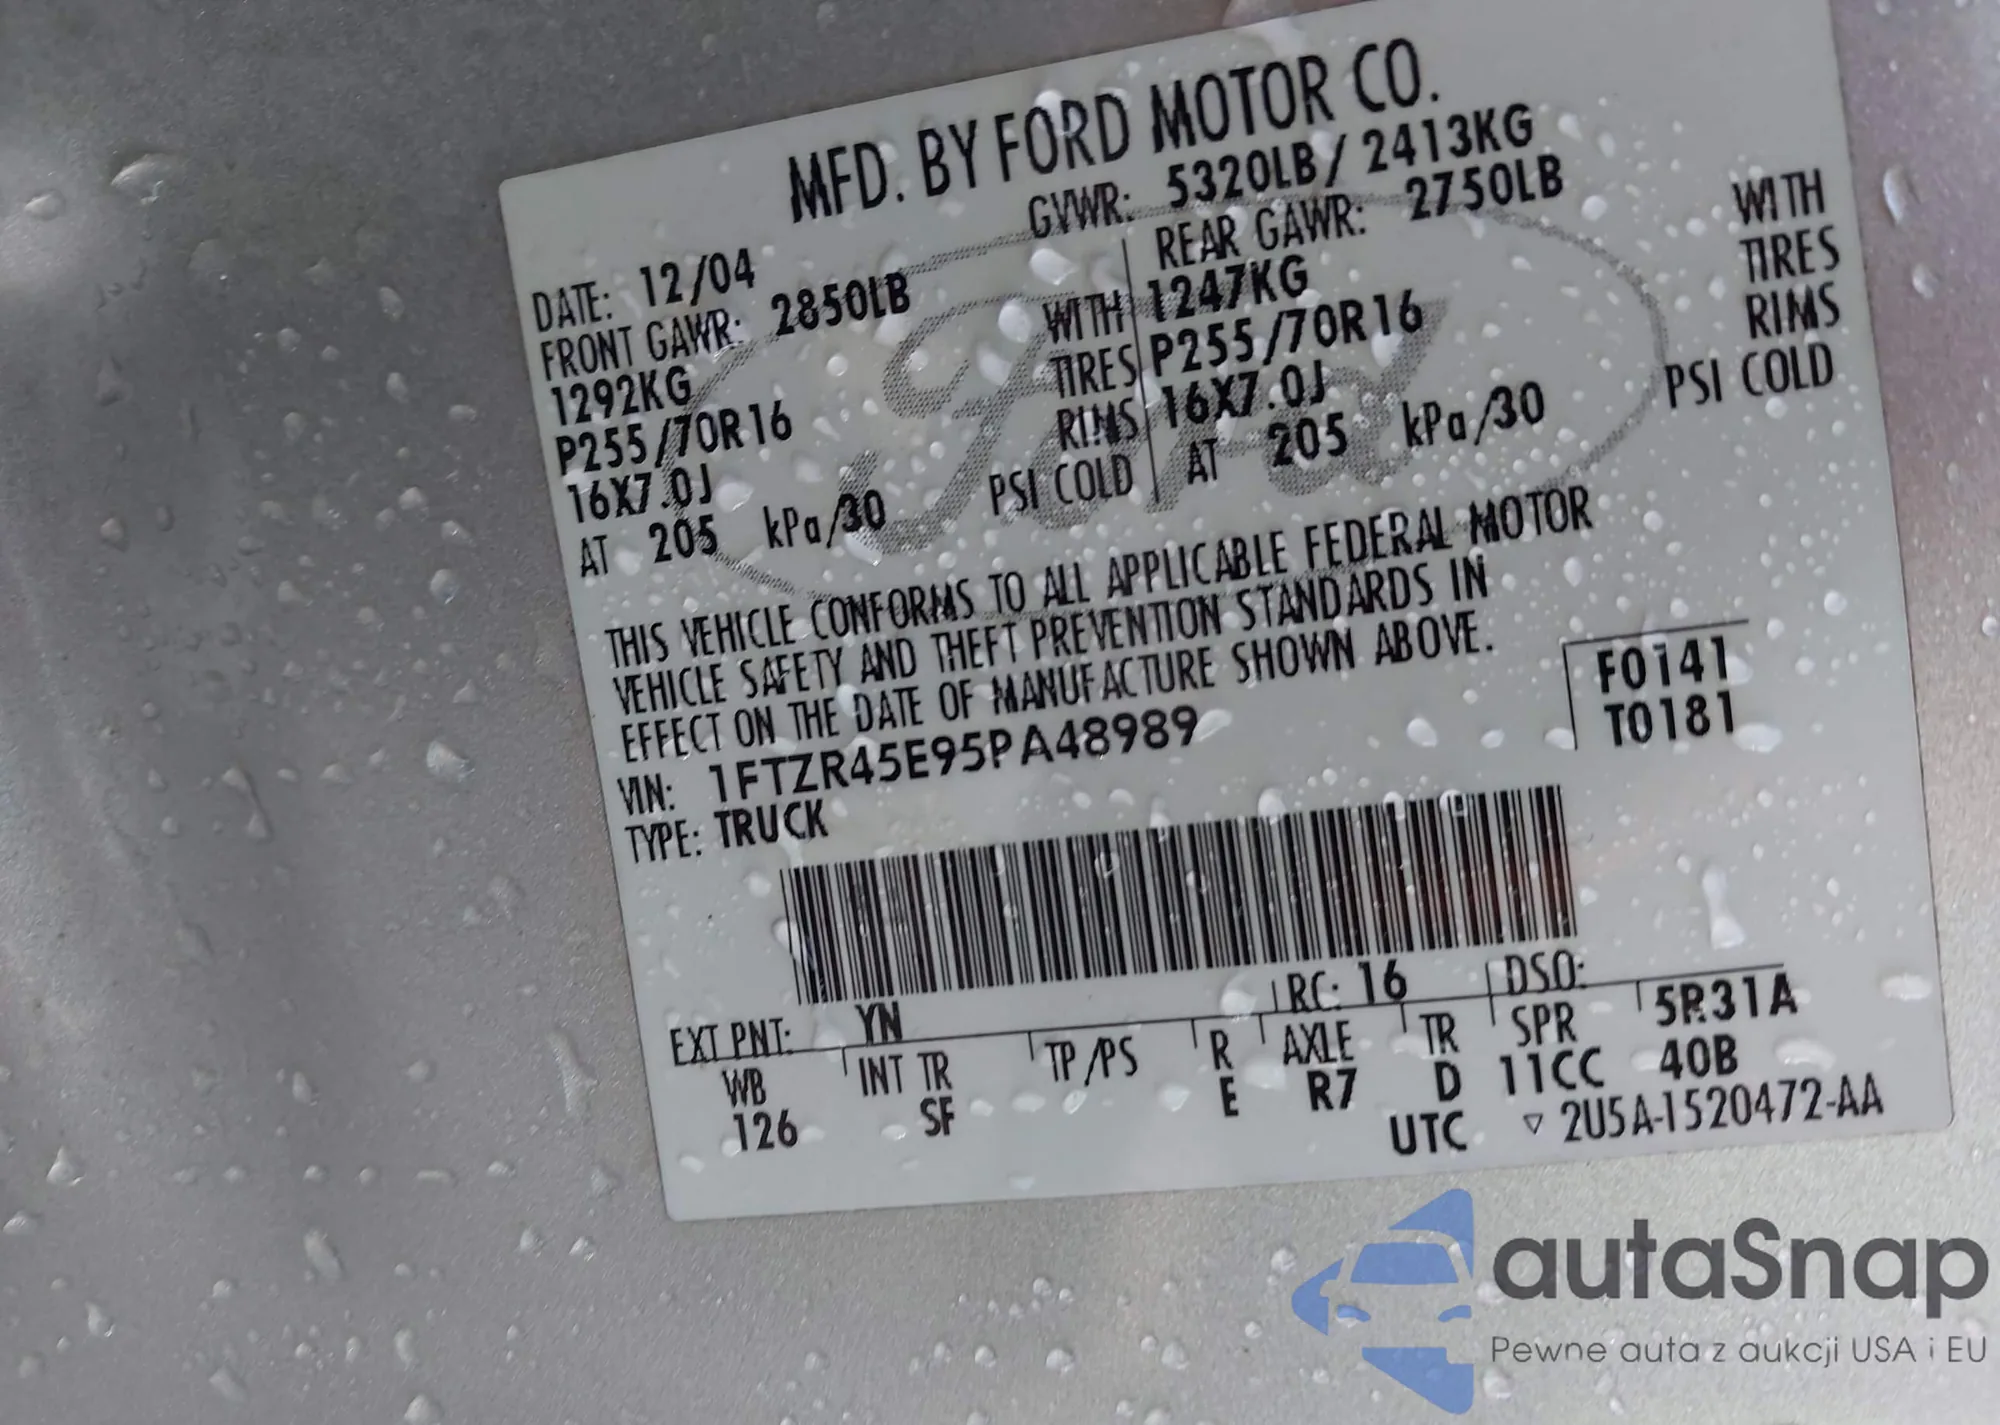 MFD. BY FORD MOTOR CO.
DATE: 12/04 GVWR: 5320LB / 2413KG
FRONT GAWR: 2850LB REAR GAWR: 2750LB
1292KG WITH 1247KG WITH
P255/70R16 TIRES P255/70R16 TIRES
16X7.0J RIMS 16X7.0J RIMS
AT 205 kPa/30 PSI COLD AT 205 kPa/30 PSI COLD
Ford
THIS VEHICLE CONFORMS TO ALL APPLICABLE FEDERAL MOTOR
VEHICLE SAFETY AND THEFT PREVENTION STANDARDS IN
EFFECT ON THE DATE OF MANUFACTURE SHOWN ABOVE.
VIN: 1FTZR45E95PA48989 F0141
TYPE: TRUCK T0181
EXT PNT: YN RC: 16 DSO:
WB INT TR TP/PS R AXLE TR SPR 5R31A
126 SF E R7 D 11CC 40B
UTC ▽ 2U5A-1520472-AA
autaSnap
Pewne auta z aukcji USA i EU